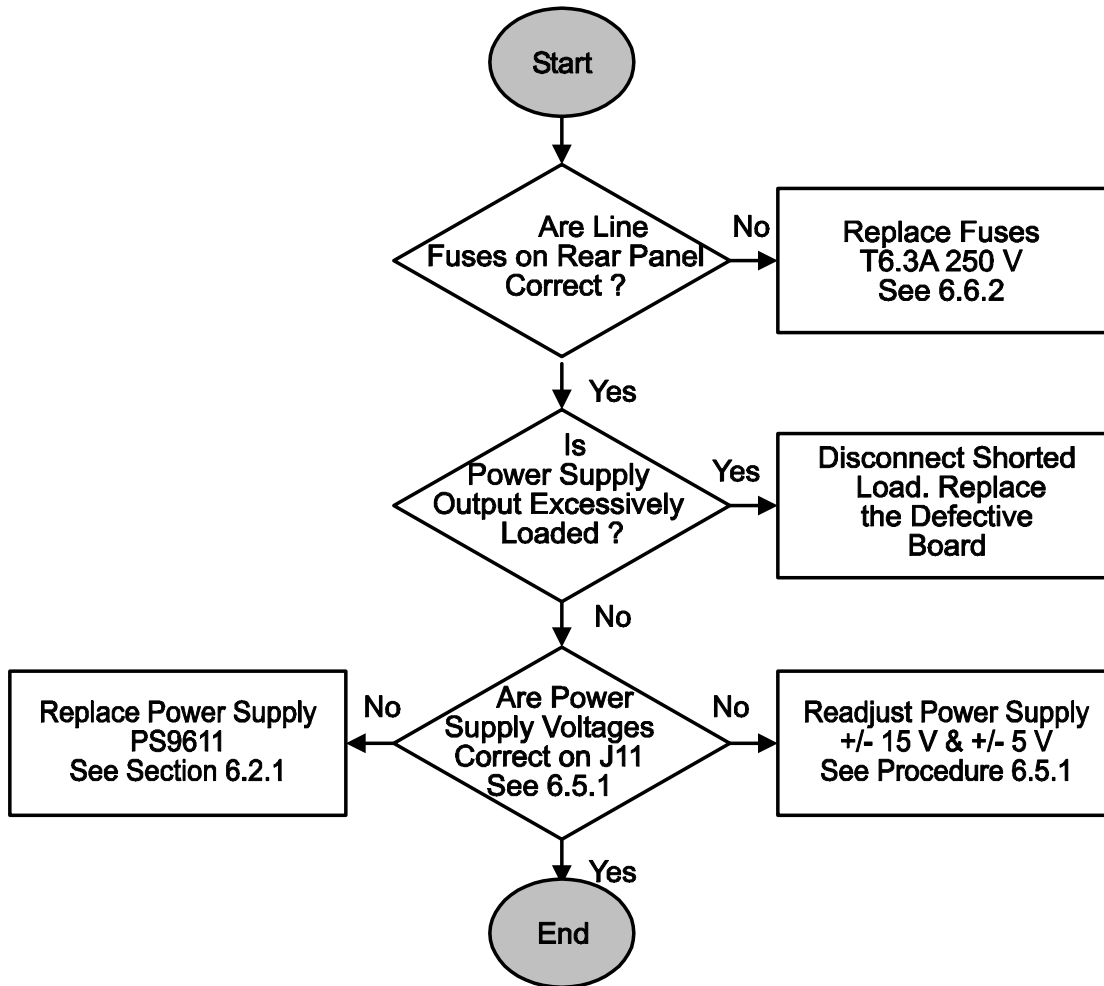 Start
Are Line
Fuses on Rear Panel
Correct ?
No
Replace Fuses
T6.3A 250 V
See 6.6.2
Yes
Is
Power Supply
Output Excessively
Loaded ?
Yes
Disconnect Shorted
Load. Replace
the Defective
Board
No
Replace Power Supply
PS9611
See Section 6.2.1
No
Are Power
Supply Voltages
Correct on J11
See 6.5.1
No
Readjust Power Supply
+/- 15 V & +/- 5 V
See Procedure 6.5.1
Yes
End